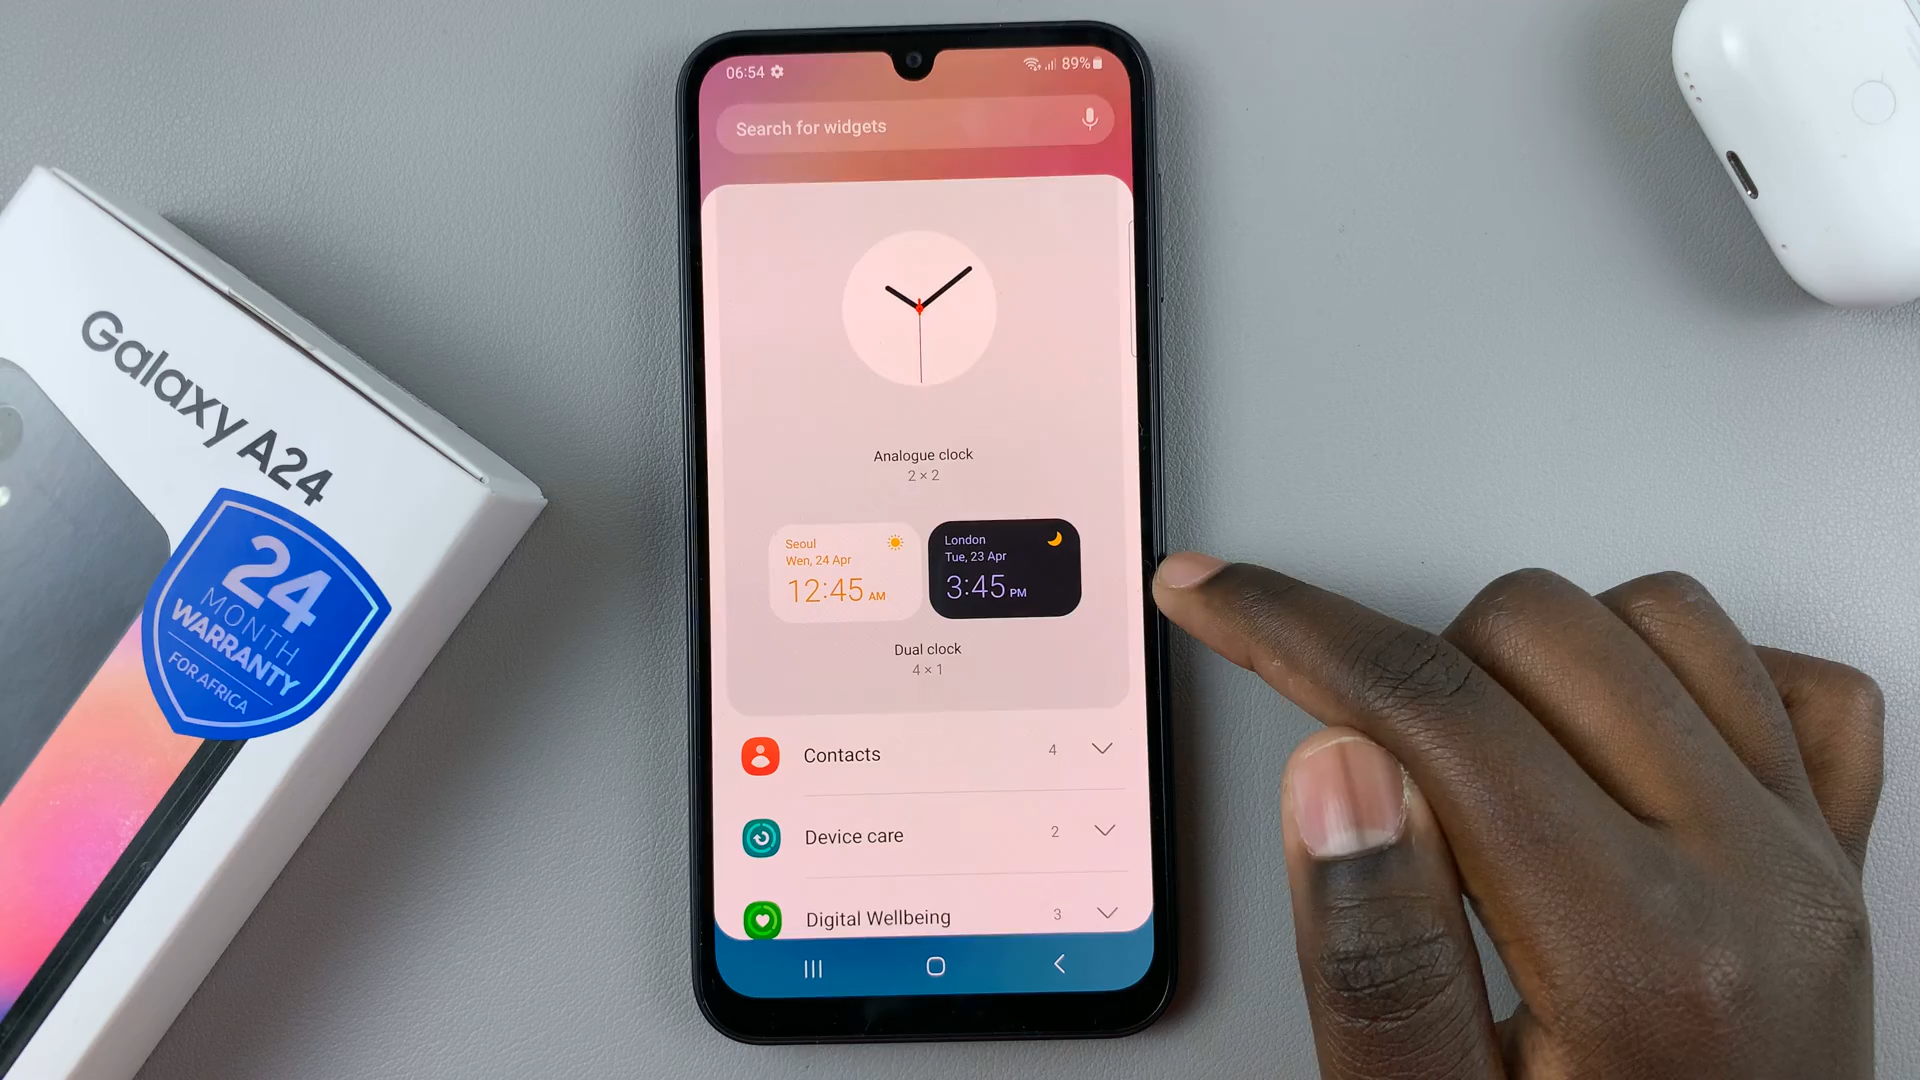 06:54
89%
Search for widgets
Analogue clock
2 × 2
Seoul
Wen, 24 Apr
12:45 AM
London
Tue, 23 Apr
3:45 PM
Dual clock
4 × 1
Contacts
4
Device care
2
Digital Wellbeing
3
Galaxy A24
24
MONTH
WARRANTY
FOR AFRICA